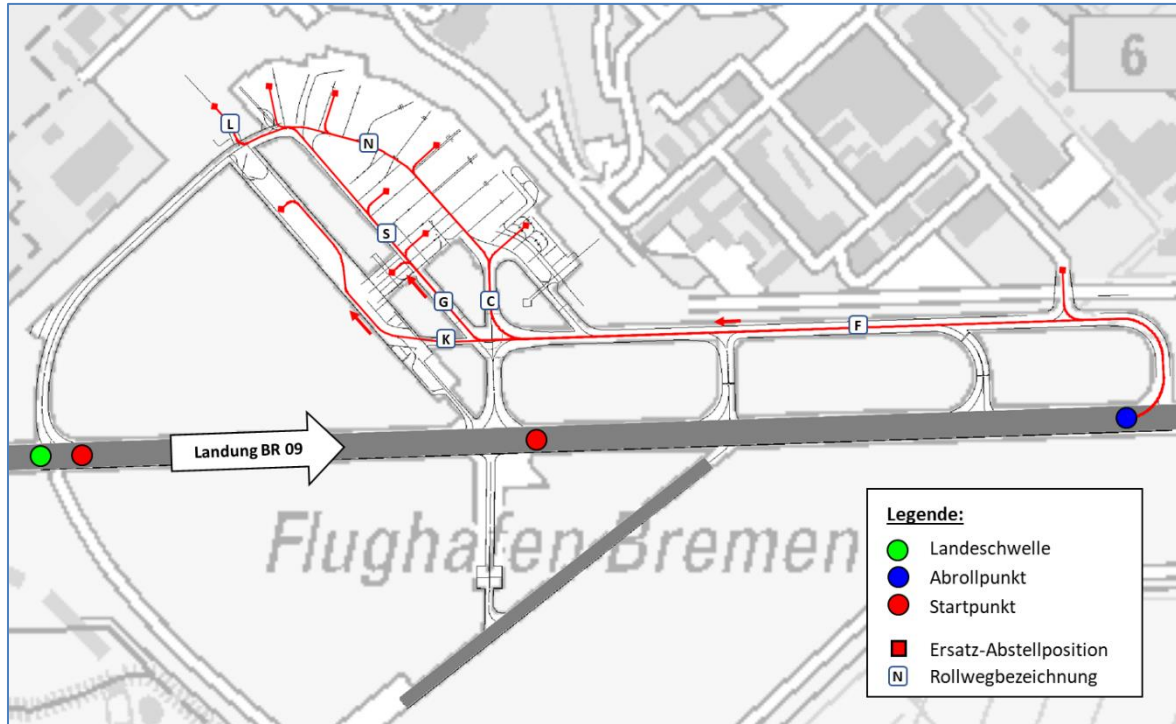 6
L
N
S
G
C
K
F
Landung BR 09
Flughafen Bremen
Legende:
Landeschwelle
Abrollpunkt
Startpunkt
Ersatz-Abstellposition
N Rollwegbezeichnung